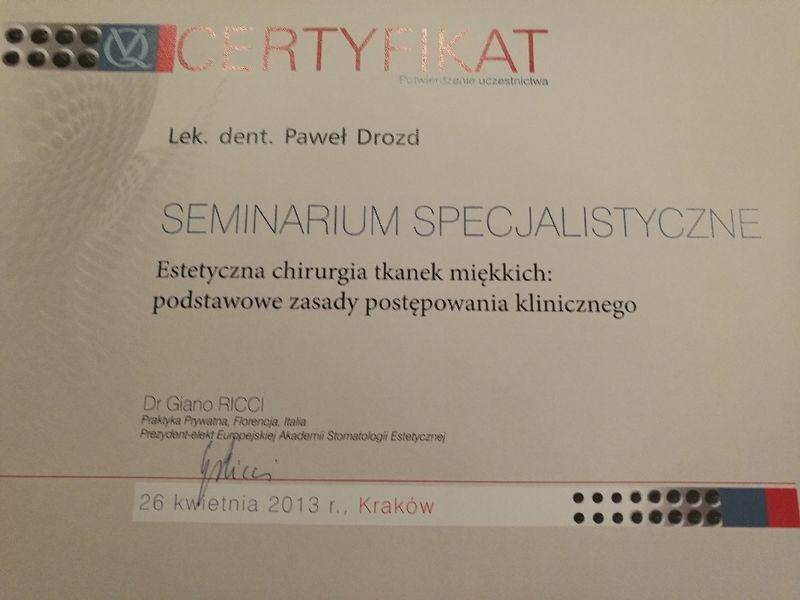 CERTYFIKAT
Potwierdzenie uczestnictwa
Lek. dent. Paweł Drozd
SEMINARIUM SPECJALISTYCZNE
Estetyczna chirurgia tkanek miękkich:
podstawowe zasady postępowania klinicznego
Dr Giano RICCI
Praktyka Prywatna, Florencja, Italia
Prezydent-elekt Europejskiej Akademii Stomatologii Estetycznej
26 kwietnia 2013 r., Kraków